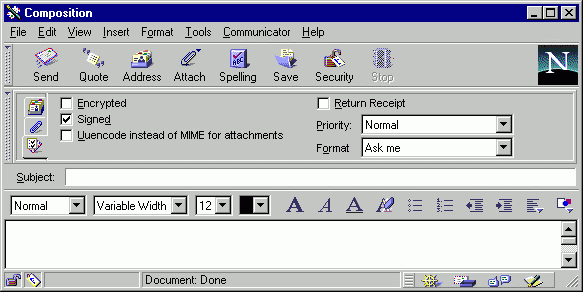 Composition
File Edit View Insert Format Tools Communicator Help
Send Quote Address Attach Spelling Save Security Stop
N
Encrypted
Return Receipt
Signed
Priority: Normal
Uuencode instead of MIME for attachments
Format Ask me
Subject:
Normal Variable Width 12 A A A
Document: Done